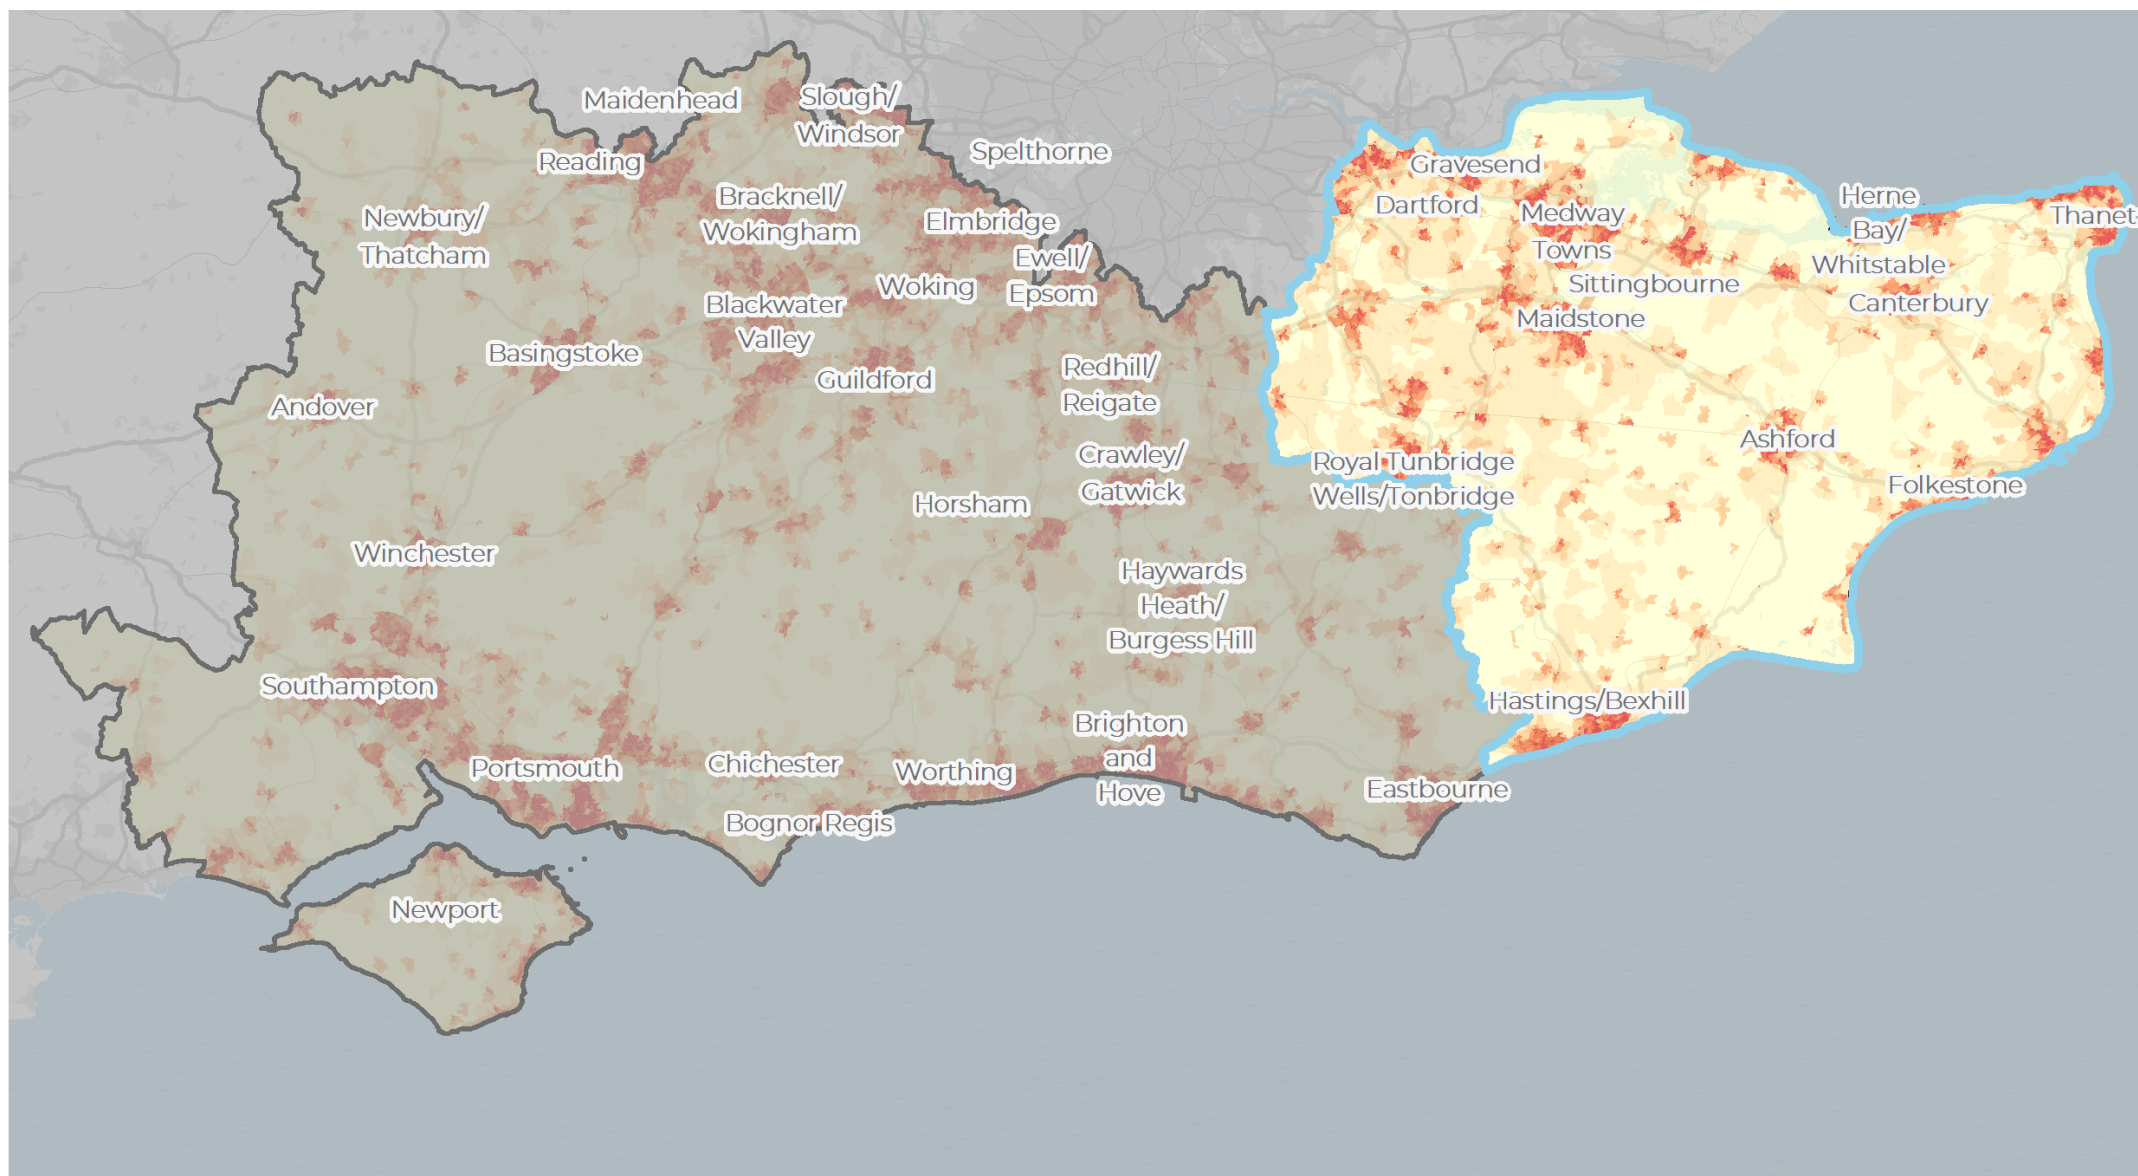 Maidenhead
Slough/
Windsor
Spelthorne
Reading
Bracknell/
Wokingham
Newbury/
Thatcham
Elmbridge
Ewell/
Epsom
Woking
Blackwater
Valley
Basingstoke
Guildford
Redhill/
Reigate
Andover
Crawley/
Gatwick
Horsham
Winchester
Haywards
Heath/
Burgess Hill
Southampton
Portsmouth
Chichester
Bognor Regis
Worthing
Brighton
and
Hove
Eastbourne
Newport
Gravesend
Dartford
Medway
Towns
Sittingbourne
Maidstone
Herne
Bay/
Whitstable
Thanet
Canterbury
Ashford
Royal Tunbridge
Wells/Tonbridge
Folkestone
Hastings/Bexhill